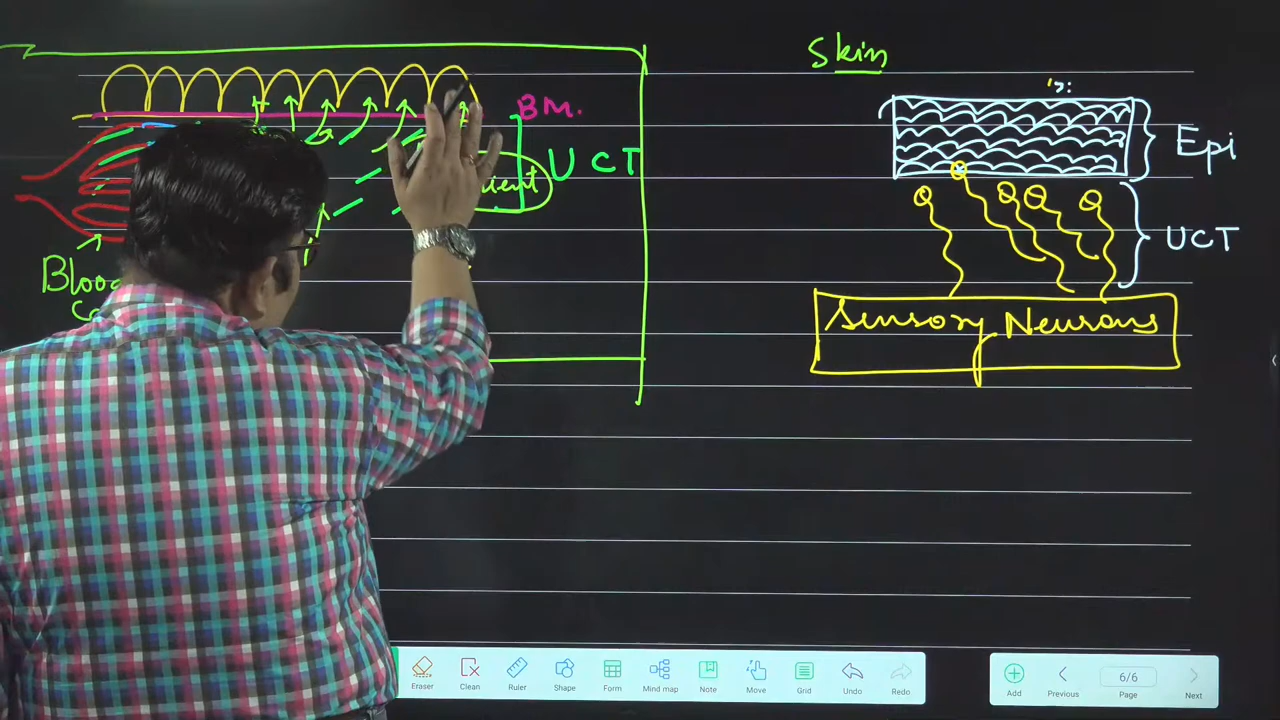 Skin
B.M.
UCT
Epi
UCT
Bloo
Sensory Neurons
Eraser
Clean
Ruler
Shape
Form
Mind map
Note
Move
Grid
Undo
Redo
Add
Previous
6/6
Page
Next